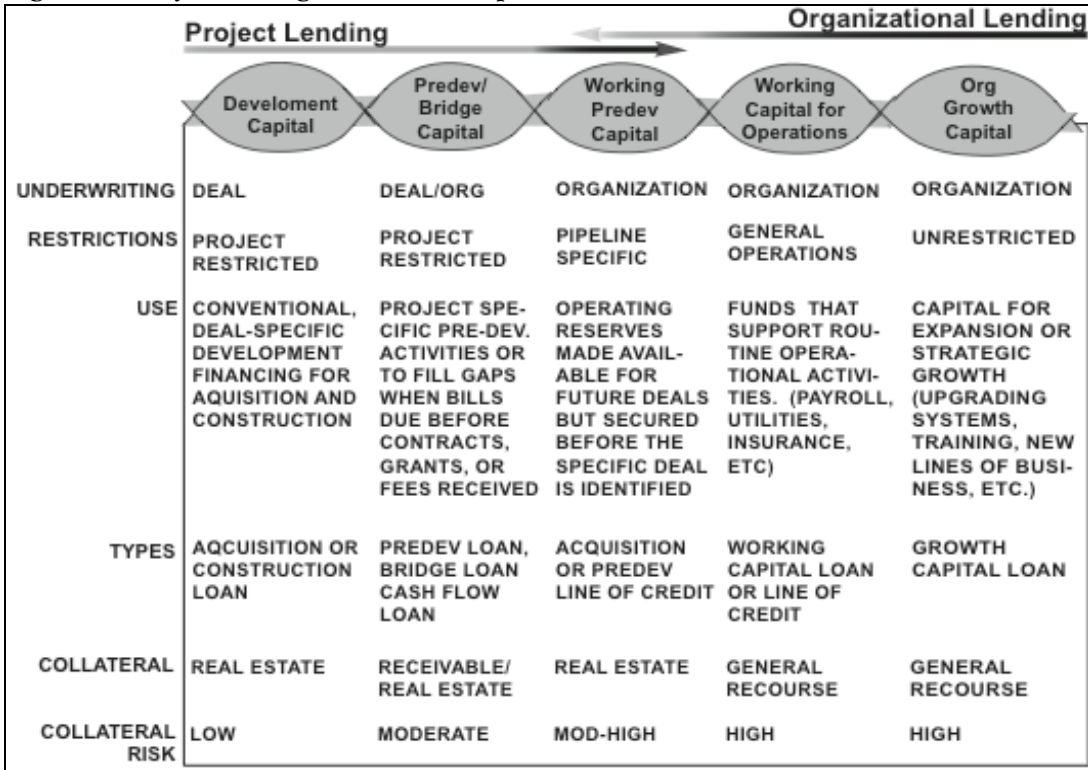 Project Lending
Organizational Lending
Develoment
Capital
Predev/
Bridge
Capital
Working
Predev
Capital
Working
Capital for
Operations
Org
Growth
Capital
UNDERWRITING
DEAL
DEAL/ORG
ORGANIZATION
ORGANIZATION
ORGANIZATION
RESTRICTIONS
PROJECT
RESTRICTED
PROJECT
RESTRICTED
PIPELINE
SPECIFIC
GENERAL
OPERATIONS
UNRESTRICTED
USE
CONVENTIONAL,
DEAL-SPECIFIC
DEVELOPMENT
FINANCING FOR
AQUISITION AND
CONSTRUCTION
PROJECT SPE-
CIFIC PRE-DEV.
ACTIVITIES OR
TO FILL GAPS
WHEN BILLS
DUE BEFORE
CONTRACTS,
GRANTS, OR
FEES RECEIVED
OPERATING
RESERVES
MADE AVAIL-
ABLE FOR
FUTURE DEALS
BUT SECURED
BEFORE THE
SPECIFIC DEAL
IS IDENTIFIED
FUNDS THAT
SUPPORT ROU-
TINE OPERA-
TIONAL ACTIVI-
TIES. (PAYROLL,
UTILITIES,
INSURANCE,
ETC)
CAPITAL FOR
EXPANSION OR
STRATEGIC
GROWTH
(UPGRADING
SYSTEMS,
TRAINING, NEW
LINES OF BUSI-
NESS, ETC.)
TYPES
AQCUISITION OR
CONSTRUCTION
LOAN
PREDEV LOAN,
BRIDGE LOAN
CASH FLOW
LOAN
ACQUISITION
OR PREDEV
LINE OF CREDIT
WORKING
CAPITAL LOAN
OR LINE OF
CREDIT
GROWTH
CAPITAL LOAN
COLLATERAL
REAL ESTATE
RECEIVABLE/
REAL ESTATE
REAL ESTATE
GENERAL
RECOURSE
GENERAL
RECOURSE
COLLATERAL
RISK
LOW
MODERATE
MOD-HIGH
HIGH
HIGH